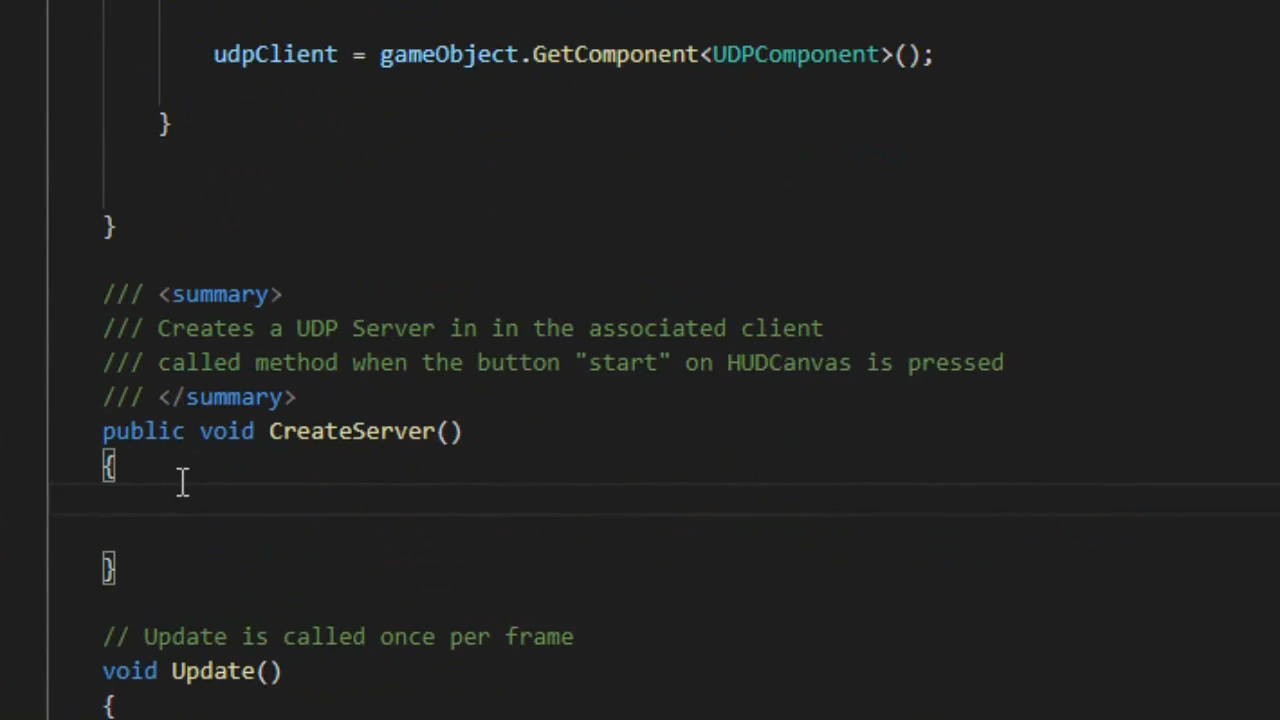 udpClient = gameObject.GetComponent<UDPComponent>();
}
}
/// <summary>
/// Creates a UDP Server in in the associated client
/// called method when the button "start" on HUDCanvas is pressed
/// </summary>
public void CreateServer()
{
}
// Update is called once per frame
void Update()
{